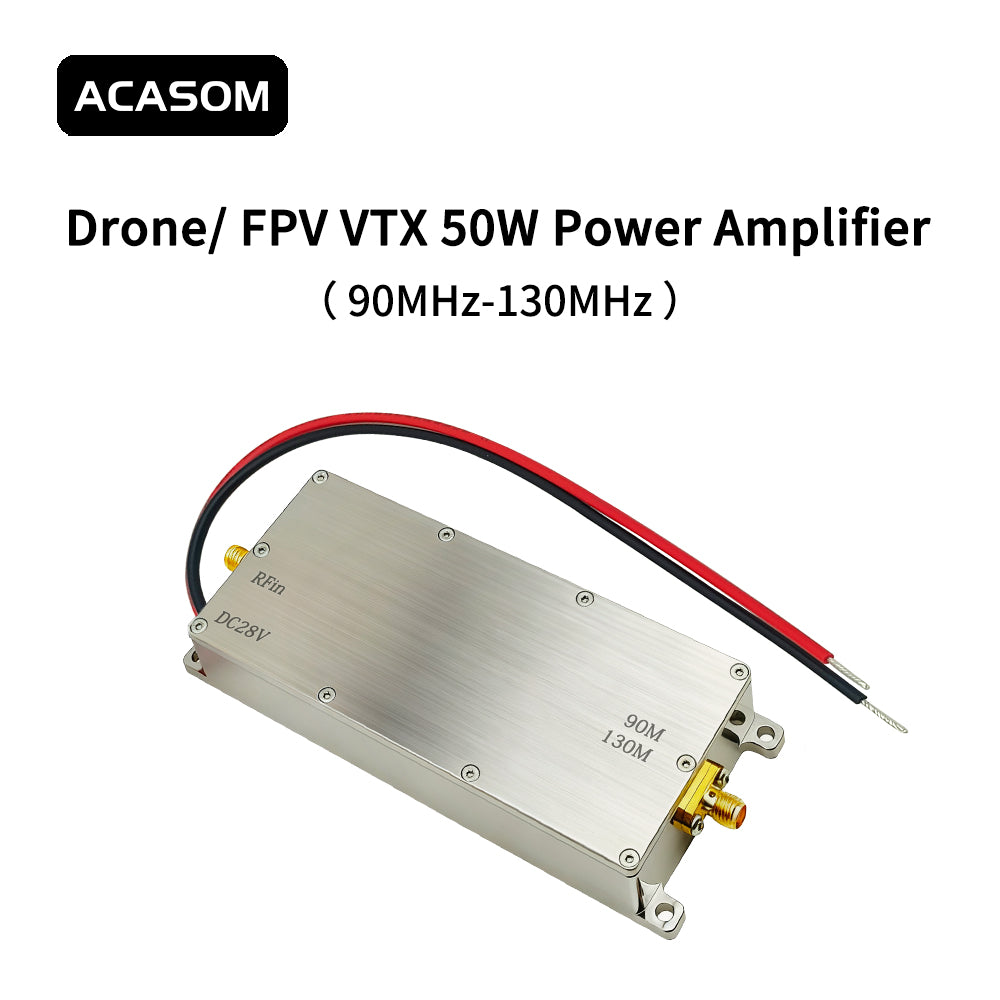 ACASOM
Drone/ FPV VTX 50W Power Amplifier
( 90MHz-130MHz )
RFin
DC28V
90M
130M